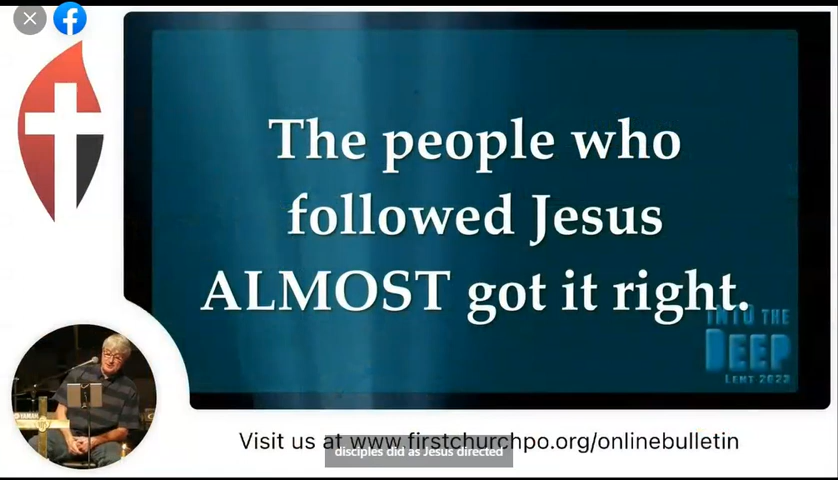 The people who
followed Jesus
ALMOST got it right.
INTO THE
DEEP
LENT 2022
YAMAHA
Visit us at www.firstchurchpo.org/onlinebulletin
disciples did as Jesus directed